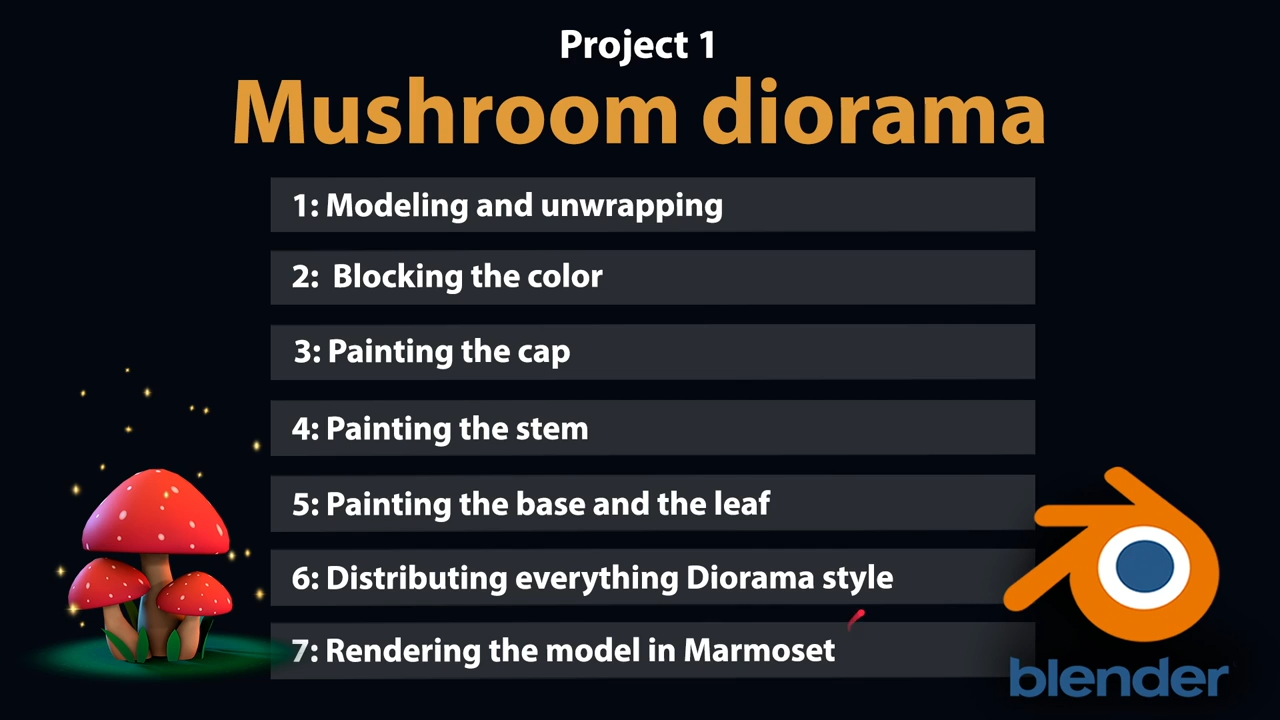 Project 1
Mushroom diorama
1: Modeling and unwrapping
2: Blocking the color
3: Painting the cap
4: Painting the stem
5: Painting the base and the leaf
6: Distributing everything Diorama style
7: Rendering the model in Marmoset
blender